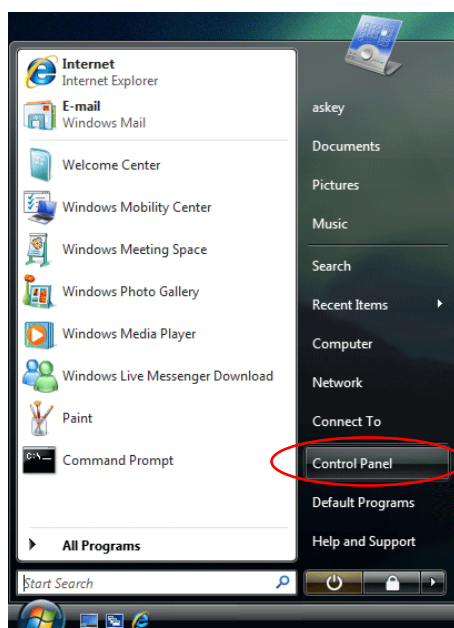 Internet
Internet Explorer
E-mail
Windows Mail
Welcome Center
Windows Mobility Center
Windows Meeting Space
Windows Photo Gallery
Windows Media Player
Windows Live Messenger Download
Paint
C:\_
Command Prompt
All Programs
Start Search
askey
Documents
Pictures
Music
Search
Recent Items
Computer
Network
Connect To
Control Panel
Default Programs
Help and Support